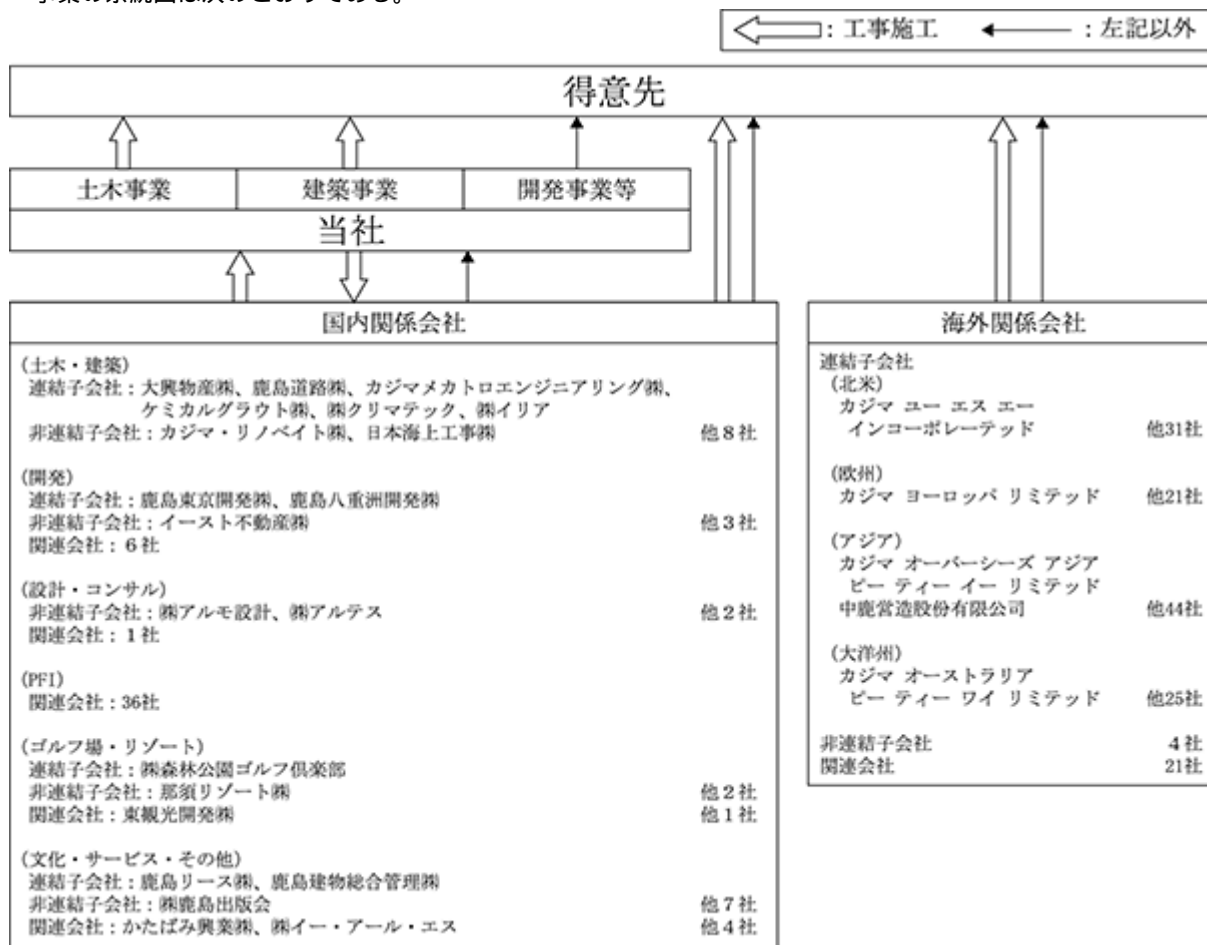 ：工事施工　：左記以外
得意先
土木事業　建築事業　開発事業等
当社
国内関係会社
(土木・建築)
連結子会社：大興物産㈱、鹿島道路㈱、カジマメカトロエンジニアリング㈱、
ケミカルグラウト㈱、㈱クリマテック、㈱イリア
非連結子会社：カジマ・リノベイト㈱、日本海上工事㈱　他８社
(開発)
連結子会社：鹿島東京開発㈱、鹿島八重洲開発㈱
非連結子会社：イースト不動産㈱　他３社
関連会社：６社
(設計・コンサル)
非連結子会社：㈱アルモ設計、㈱アルテス　他２社
関連会社：１社
(PFI)
関連会社：36社
(ゴルフ場・リゾート)
連結子会社：㈱森林公園ゴルフ倶楽部
非連結子会社：那須リゾート㈱　他２社
関連会社：東観光開発㈱　他１社
(文化・サービス・その他)
連結子会社：鹿島リース㈱、鹿島建物総合管理㈱
非連結子会社：㈱鹿島出版会　他７社
関連会社：かたばみ興業㈱、㈱イー・アール・エス　他４社
海外関係会社
連結子会社
(北米)
カジマ ユー エス エー
インコーポレーテッド　他31社
(欧州)
カジマ ヨーロッパ リミテッド　他21社
(アジア)
カジマ オーバーシーズ アジア
ピー ティー イー リミテッド
中鹿営造股份有限公司　他44社
(大洋州)
カジマ オーストラリア
ピー ティー ワイ リミテッド　他25社
非連結子会社　４社
関連会社　21社